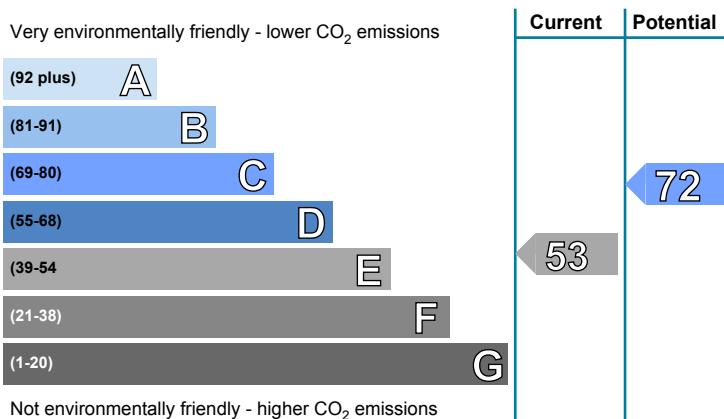 Current Potential
Very environmentally friendly - lower CO2 emissions
(92 plus) A
(81-91) B
(69-80) C
72
(55-68) D
53
(39-54 E
(21-38) F
(1-20) G
Not environmentally friendly - higher CO2 emissions